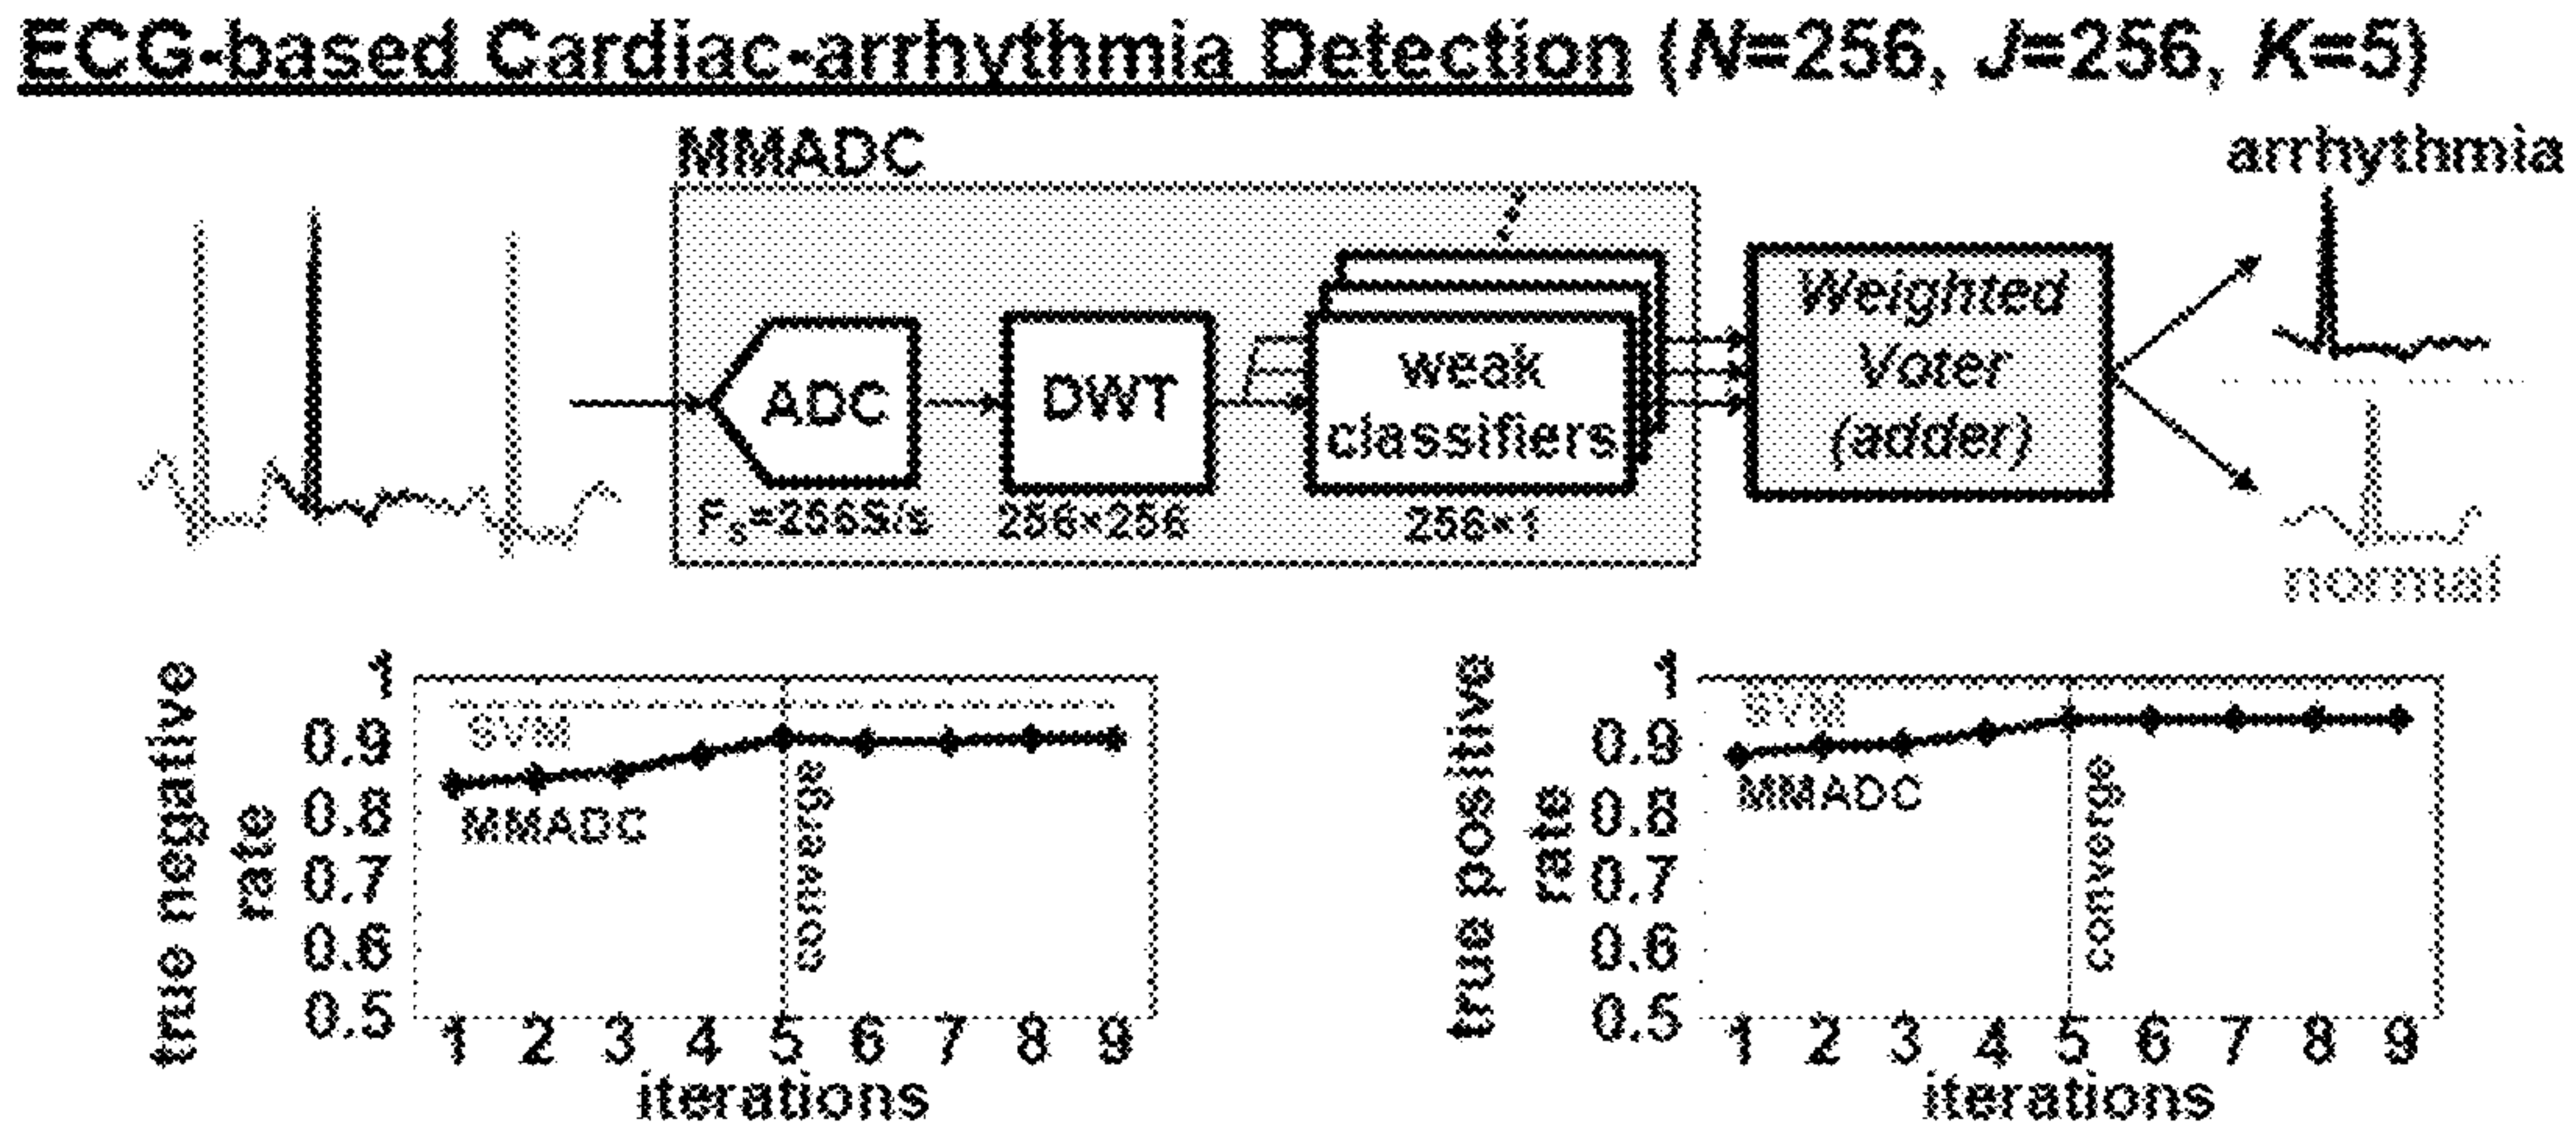 ECG-based Cardiac-arrhythmia Detection (N=256, J=256, K=5)
MMADC
arrhythmia
ADC
DWT
weak
classifiers
Weighted
Voter
(adder)
Fs=256S/s
256×256
256×1
normal
true negative
rate
1
0.9
0.8
0.7
0.6
0.5
SVM
MMADC
converge
1 2 3 4 5 6 7 8 9
iterations
true positive
rate
1
0.9
0.8
0.7
0.6
0.5
SVM
MMADC
converge
1 2 3 4 5 6 7 8 9
iterations